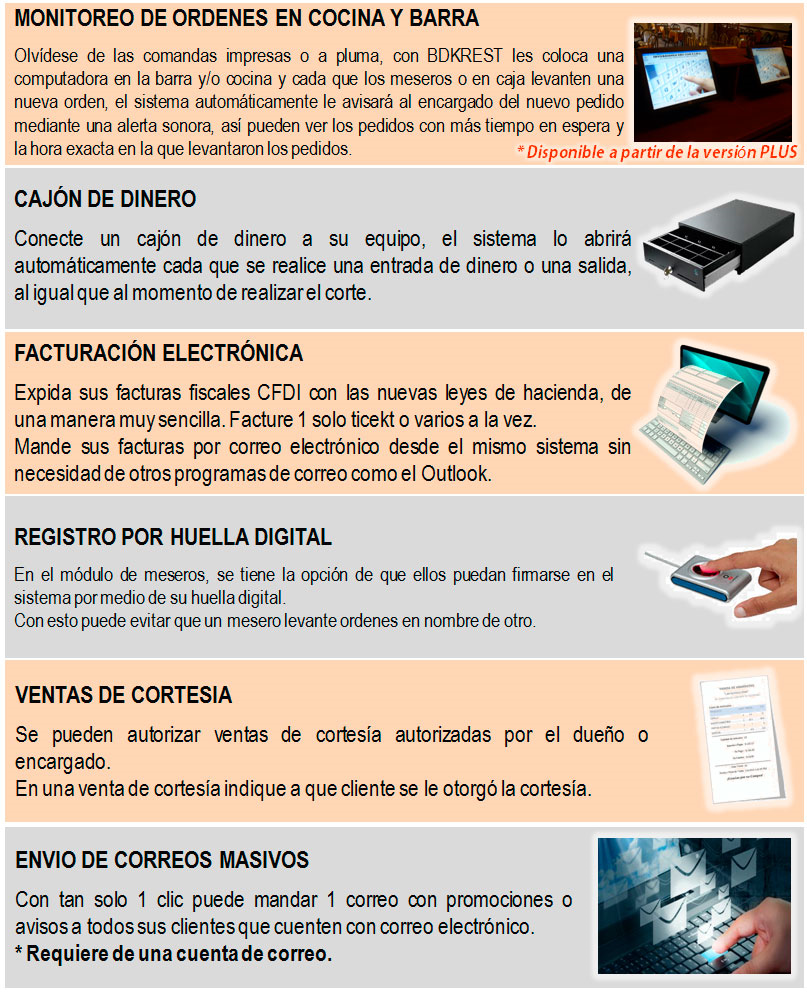 MONITOREO DE ORDENES EN COCINA Y BARRA
Olvídese de las comandas impresas o a pluma, con BDKREST les coloca una
computadora en la barra y/o cocina y cada que los meseros o en caja levanten una
nueva orden, el sistema automáticamente le avisará al encargado del nuevo pedido
mediante una alerta sonora, así pueden ver los pedidos con más tiempo en espera y
la hora exacta en la que levantaron los pedidos.
* Disponible a partir de la versión PLUS
CAJÓN DE DINERO
Conecte un cajón de dinero a su equipo, el sistema lo abrirá
automáticamente cada que se realice una entrada de dinero o una salida,
al igual que al momento de realizar el corte.
FACTURACIÓN ELECTRÓNICA
Expida sus facturas fiscales CFDI con las nuevas leyes de hacienda, de
una manera muy sencilla. Facture 1 solo ticekt o varios a la vez.
Mande sus facturas por correo electrónico desde el mismo sistema sin
necesidad de otros programas de correo como el Outlook.
REGISTRO POR HUELLA DIGITAL
En el módulo de meseros, se tiene la opción de que ellos puedan firmarse en el
sistema por medio de su huella digital.
Con esto puede evitar que un mesero levante ordenes en nombre de otro.
VENTAS DE CORTESIA
Se pueden autorizar ventas de cortesía autorizadas por el dueño o
encargado.
En una venta de cortesía indique a que cliente se le otorgó la cortesía.
ENVIO DE CORREOS MASIVOS
Con tan solo 1 clic puede mandar 1 correo con promociones o
avisos a todos sus clientes que cuenten con correo electrónico.
* Requiere de una cuenta de correo.